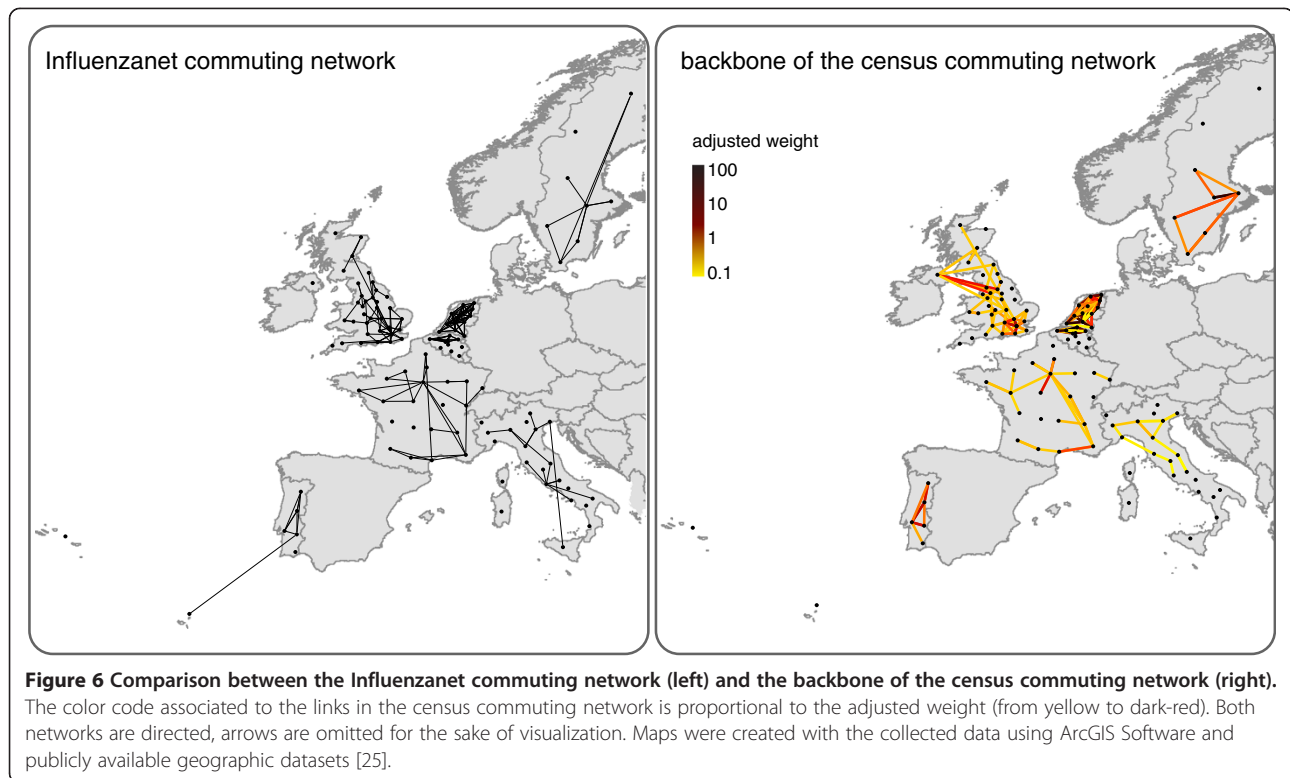 Influenzanet commuting network
backbone of the census commuting network
adjusted weight
100
10
1
0.1
Figure 6 Comparison between the Influenzanet commuting network (left) and the backbone of the census commuting network (right).
The color code associated to the links in the census commuting network is proportional to the adjusted weight (from yellow to dark-red). Both
networks are directed, arrows are omitted for the sake of visualization. Maps were created with the collected data using ArcGIS Software and
publicly available geographic datasets [25].